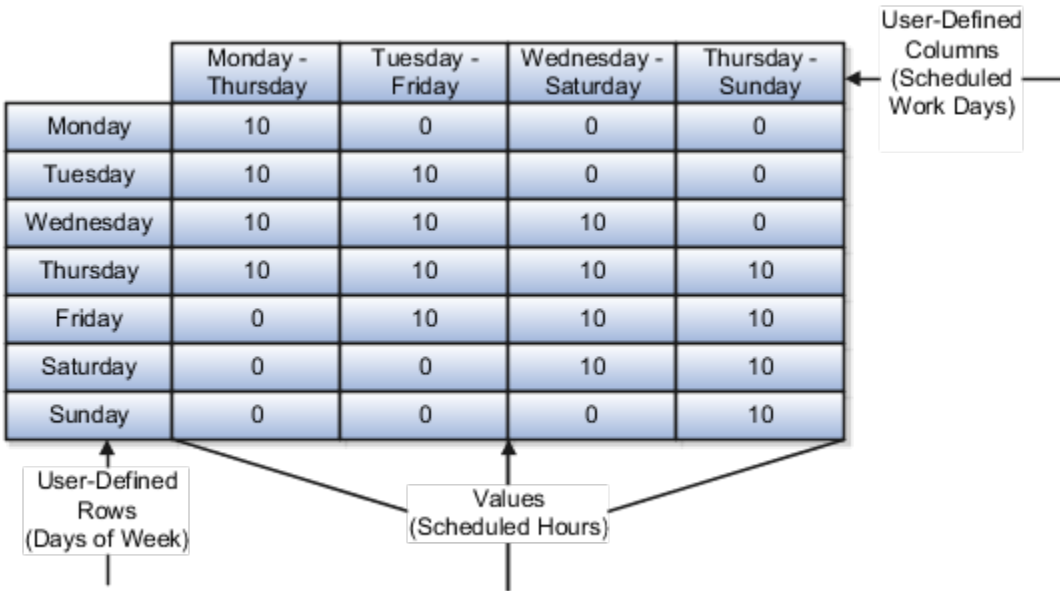 User-Defined
Columns
(Scheduled
Work Days)
Monday - Tuesday - Wednesday - Thursday -
Thursday Friday Saturday Sunday
Monday 10 0 0 0
Tuesday 10 10 0 0
Wednesday 10 10 10 0
Thursday 10 10 10 10
Friday 0 10 10 10
Saturday 0 0 10 10
Sunday 0 0 0 10
User-Defined
Rows
(Days of Week)
Values
(Scheduled Hours)